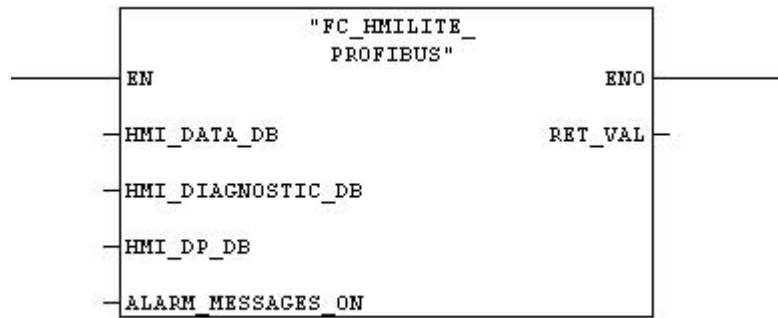 "FC_HMILITE_
PROFIBUS"
EN ENO
HMI_DATA_DB RET_VAL
HMI_DIAGNOSTIC_DB
HMI_DP_DB
ALARM_MESSAGES_ON